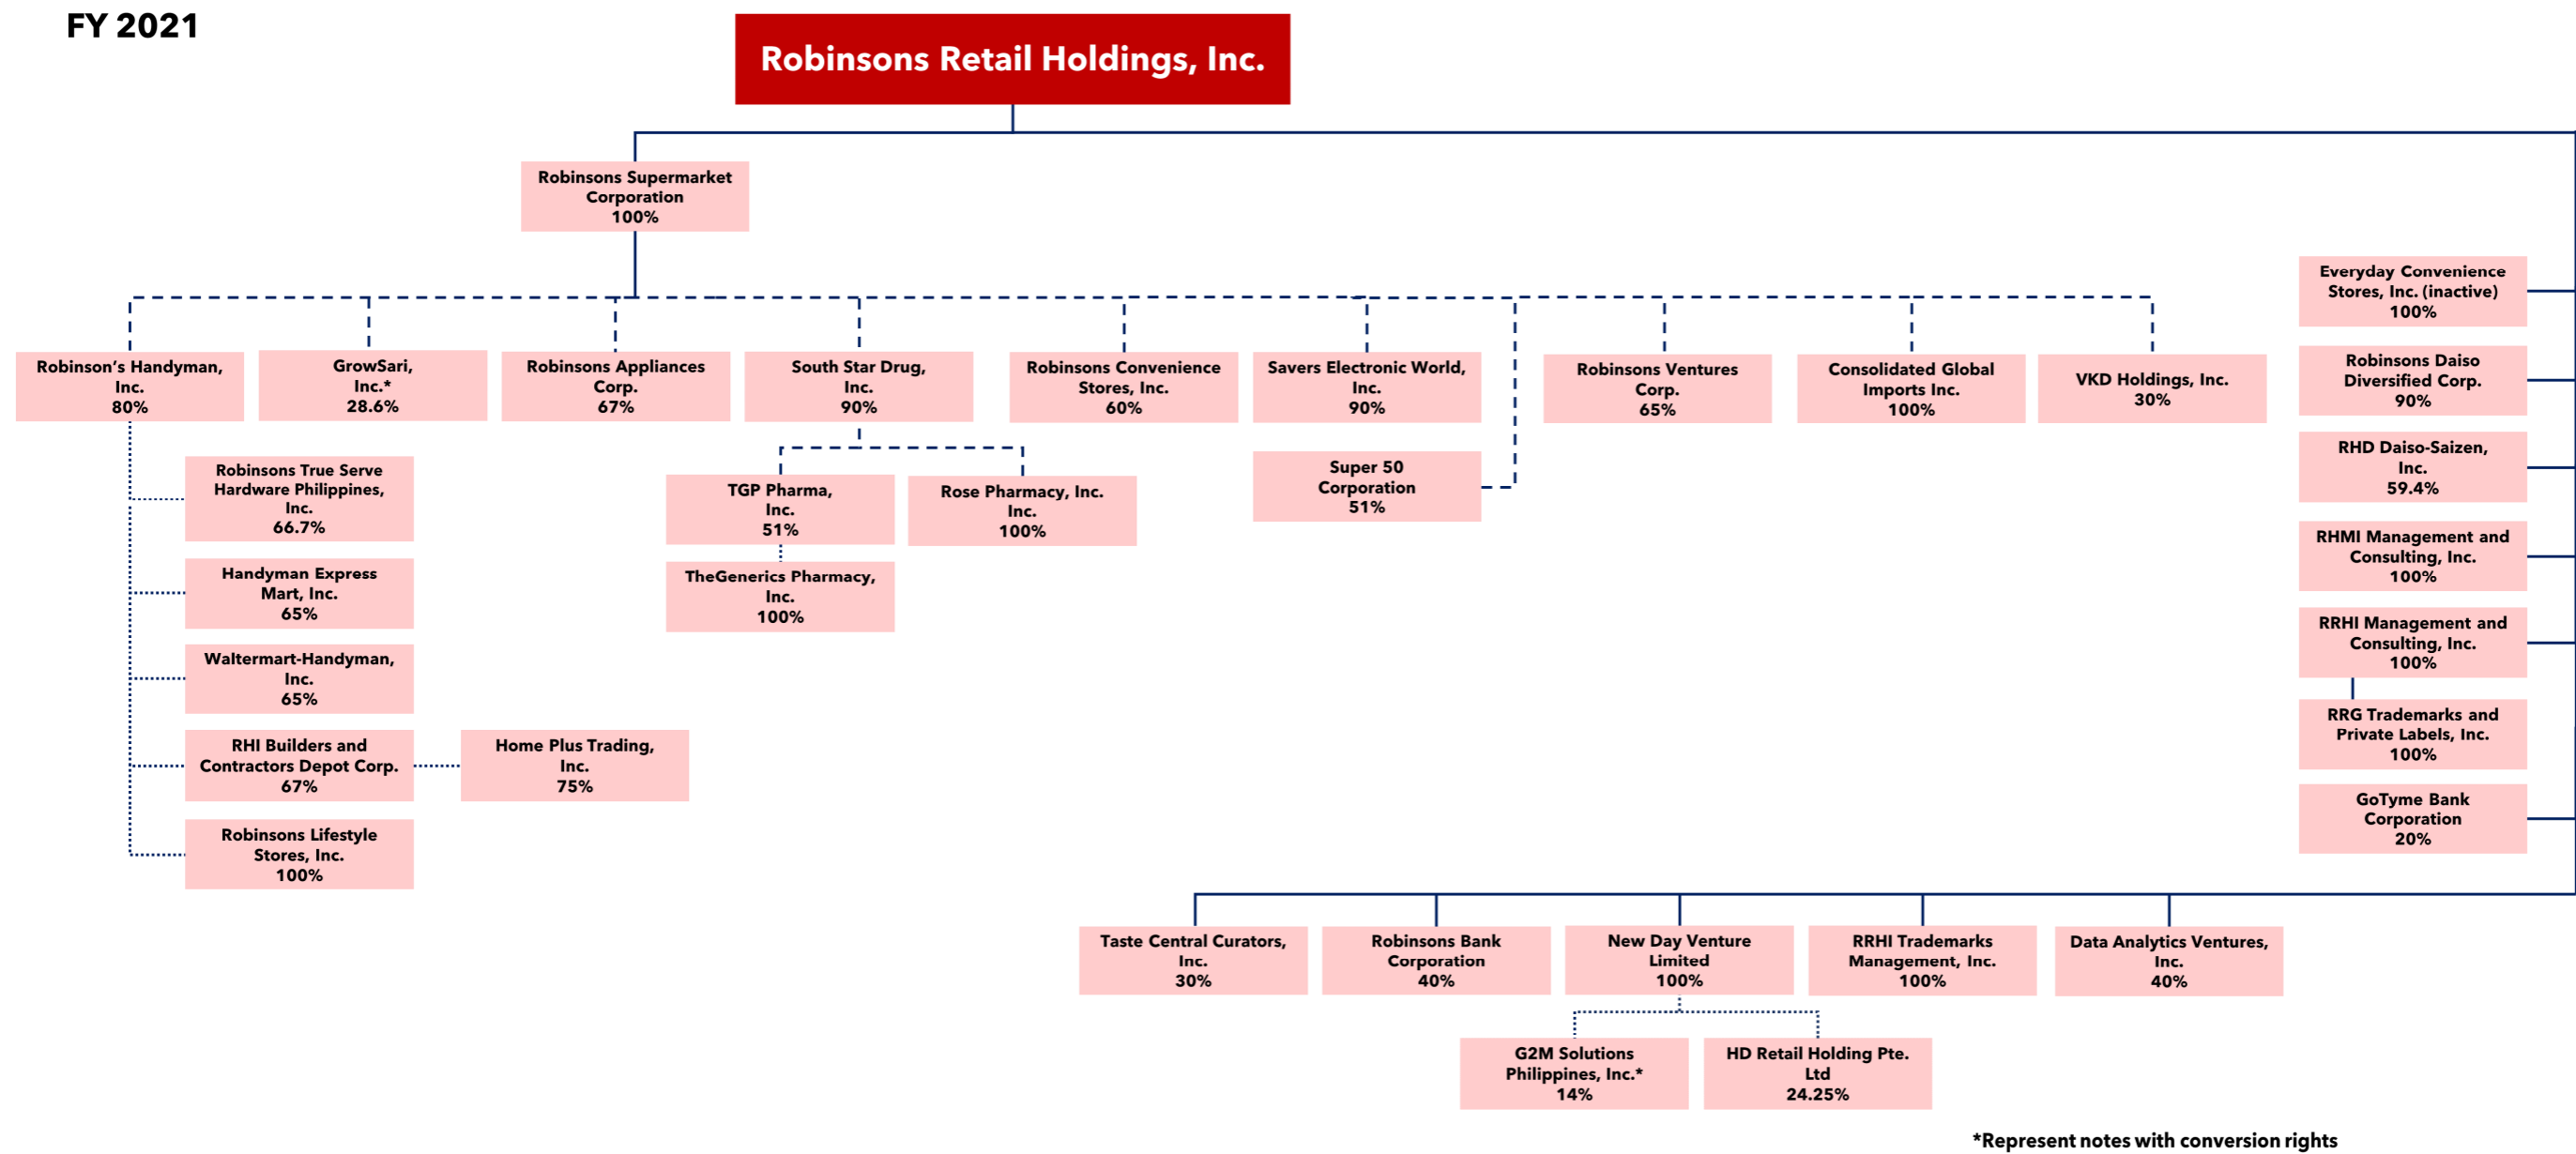 FY 2021
Robinsons Retail Holdings, Inc.
Robinsons Supermarket
Corporation
100%
Robinson's Handyman,
Inc.
80%
GrowSari,
Inc.*
28.6%
Robinsons Appliances
Corp.
67%
South Star Drug,
Inc.
90%
Robinsons Convenience
Stores, Inc.
60%
Savers Electronic World,
Inc.
90%
Robinsons Ventures
Corp.
65%
Consolidated Global
Imports Inc.
100%
VKD Holdings, Inc.
30%
Robinsons True Serve
Hardware Philippines,
Inc.
66.7%
Handyman Express
Mart, Inc.
65%
Waltermart-Handyman,
Inc.
65%
RHI Builders and
Contractors Depot Corp.
67%
Home Plus Trading,
Inc.
75%
Robinsons Lifestyle
Stores, Inc.
100%
TGP Pharma,
Inc.
51%
Rose Pharmacy, Inc.
Inc.
100%
TheGenerics Pharmacy,
Inc.
100%
Super 50
Corporation
51%
Everyday Convenience
Stores, Inc. (inactive)
100%
Robinsons Daiso
Diversified Corp.
90%
RHD Daiso-Saizen,
Inc.
59.4%
RHMI Management and
Consulting, Inc.
100%
RRHI Management and
Consulting, Inc.
100%
RRG Trademarks and
Private Labels, Inc.
100%
GoTyme Bank
Corporation
20%
Taste Central Curators,
Inc.
30%
Robinsons Bank
Corporation
40%
New Day Venture
Limited
100%
RRHI Trademarks
Management, Inc.
100%
Data Analytics Ventures,
Inc.
40%
G2M Solutions
Philippines, Inc.*
14%
HD Retail Holding Pte.
Ltd
24.25%
*Represent notes with conversion rights